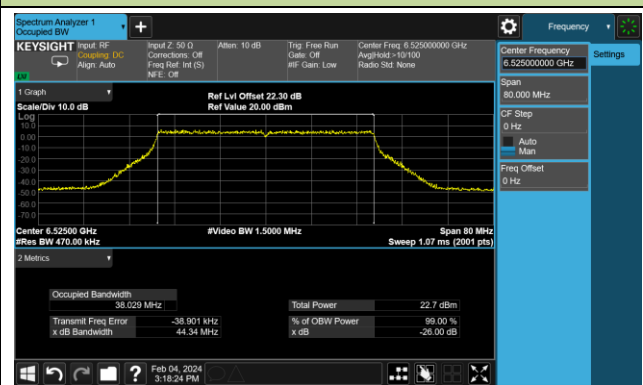 Spectrum Analyzer 1
Occupied BW
Frequency
KEYSIGHT
Input: RF
Coupling: DC
Align: Auto
Input Z: 50 Ω
Corrections: Off
Freq Ref: Int (S)
NFE: Off
Atten: 10 dB
Trig: Free Run
Gate: Off
#IF Gain: Low
Center Freq: 6.525000000 GHz
Avg|Hold:>10/100
Radio Std: None
Center Frequency
6.525000000 GHz
Settings
Span
80.000 MHz
CF Step
0 Hz
Auto
Man
Freq Offset
0 Hz
1 Graph
Scale/Div 10.0 dB
Ref Lvl Offset 22.30 dB
Ref Value 20.00 dBm
Log
10.0
0.00
-10.0
-20.0
-30.0
-40.0
-50.0
-60.0
-70.0
Center 6.52500 GHz
#Res BW 470.00 kHz
#Video BW 1.5000 MHz
Span 80 MHz
Sweep 1.07 ms (2001 pts)
2 Metrics
Occupied Bandwidth
38.029 MHz
Transmit Freq Error -38.901 kHz
x dB Bandwidth 44.34 MHz
Total Power 22.7 dBm
% of OBW Power 99.00 %
x dB -26.00 dB
Feb 04, 2024
3:18:24 PM